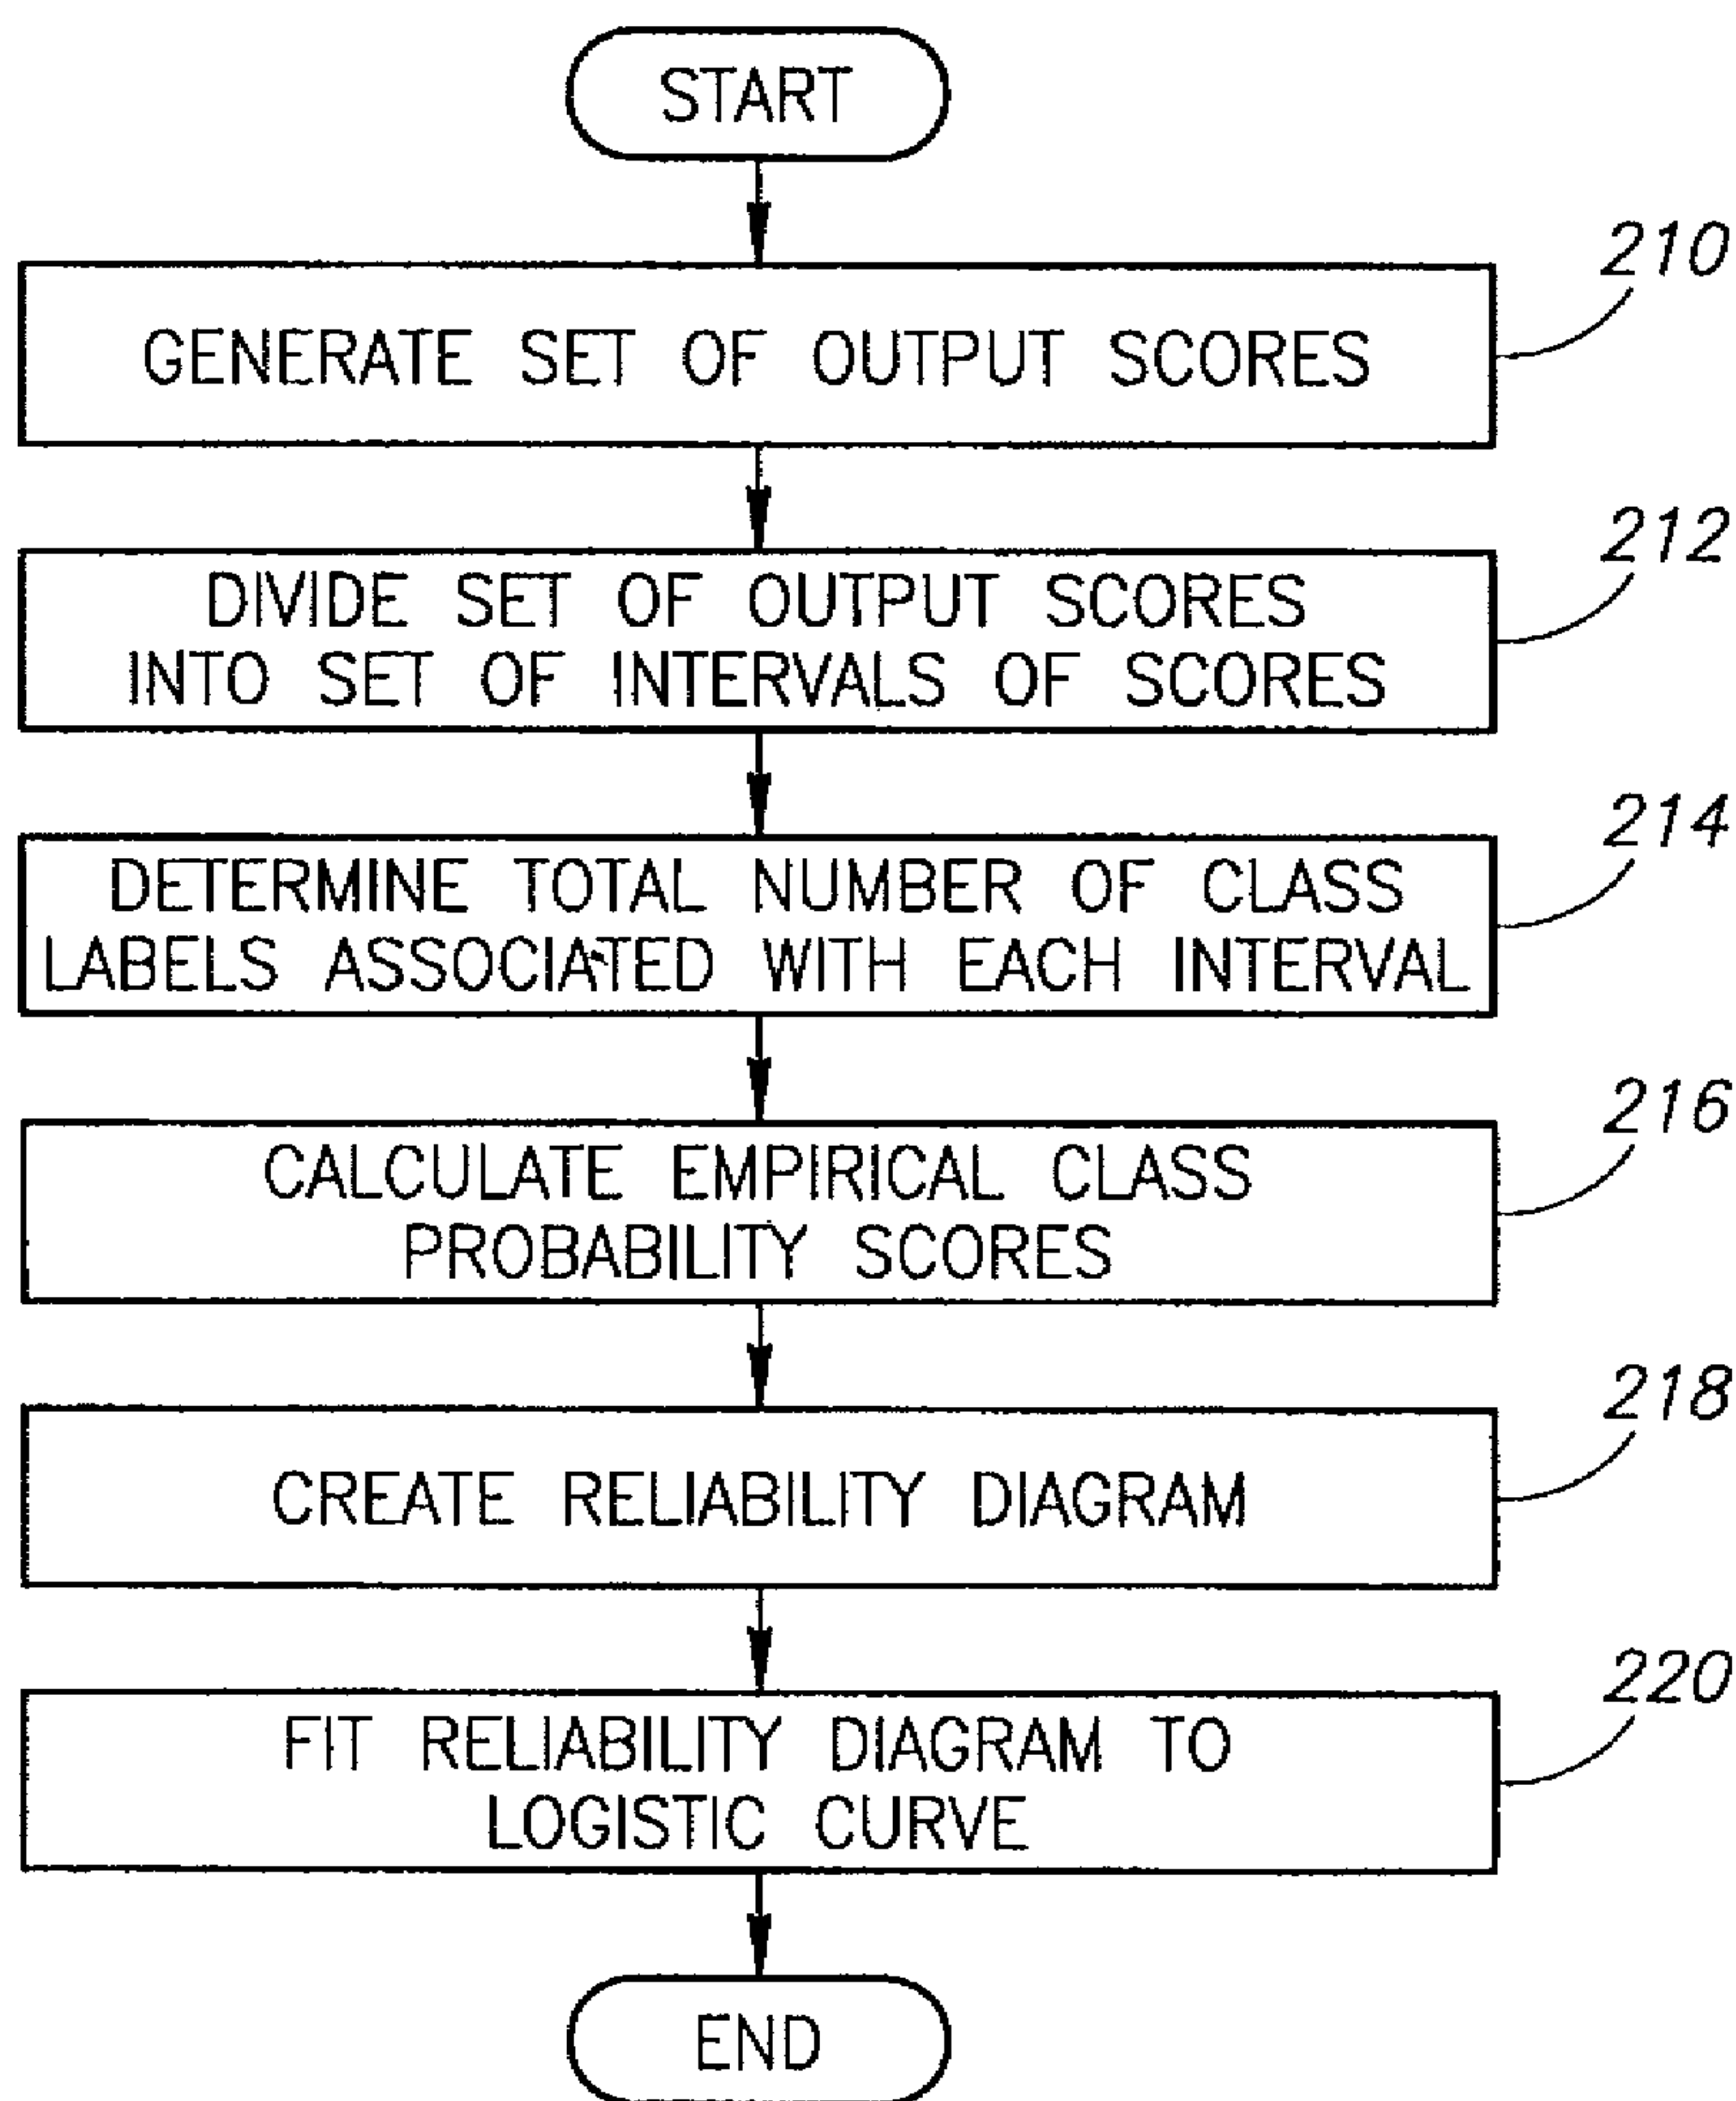 START
210
GENERATE SET OF OUTPUT SCORES
212
DIVIDE SET OF OUTPUT SCORES
INTO SET OF INTERVALS OF SCORES
214
DETERMINE TOTAL NUMBER OF CLASS
LABELS ASSOCIATED WITH EACH INTERVAL
216
CALCULATE EMPIRICAL CLASS
PROBABILITY SCORES
218
CREATE RELIABILITY DIAGRAM
220
FIT RELIABILITY DIAGRAM TO
LOGISTIC CURVE
END